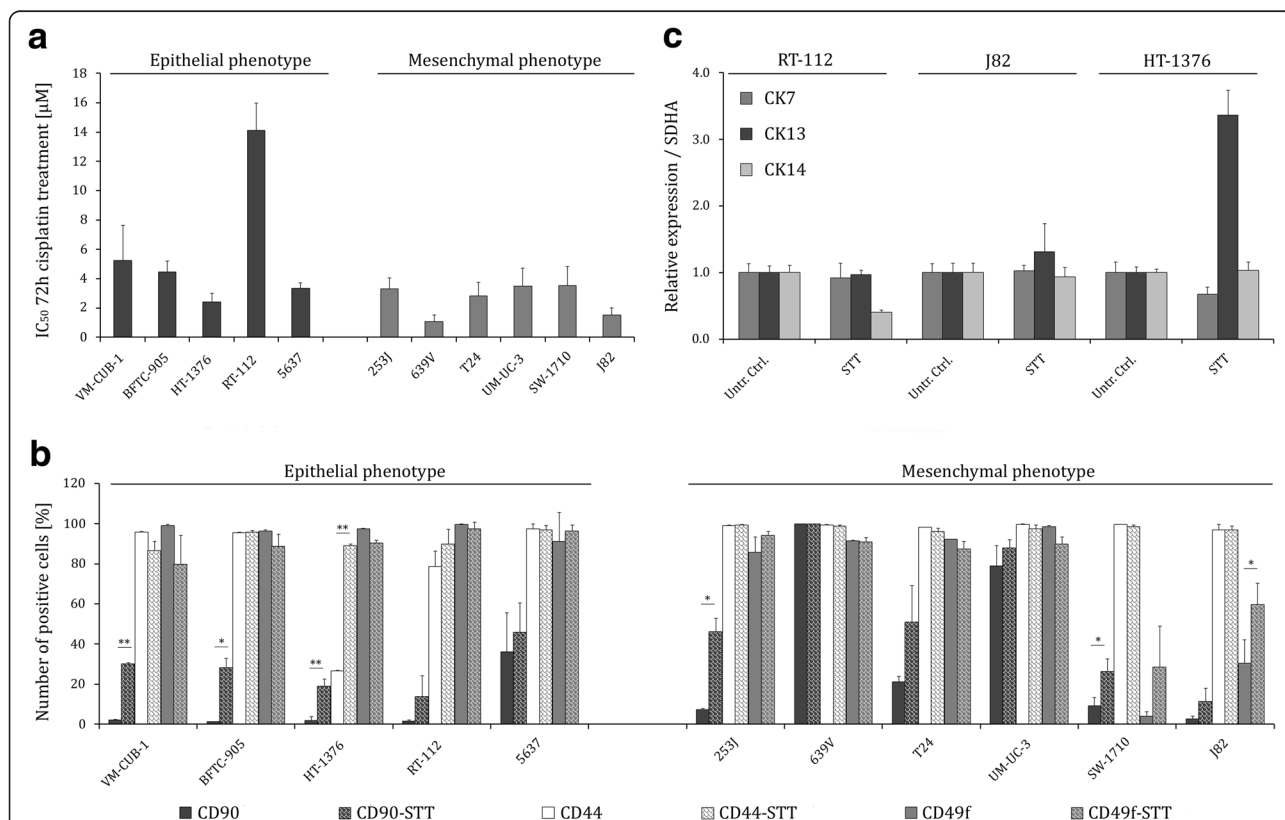 a
Epithelial phenotype
Mesenchymal phenotype
IC₅₀ 72h cisplatin treatment [µM]
18
16
14
12
10
8
6
4
2
0
VM-CUB-1
BFTC-905
HT-1376
RT-112
5637
253J
639V
T24
UM-UC-3
SW-1710
J82
c
RT-112
J82
HT-1376
Relative expression / SDHA
4.0
3.0
2.0
1.0
0.0
CK7
CK13
CK14
Untr. Ctrl.
STT
Untr. Ctrl.
STT
Untr. Ctrl.
STT
b
Epithelial phenotype
Mesenchymal phenotype
Number of positive cells [%]
120
100
80
60
40
20
0
**
*
**
**
*
*
*
VM-CUB-1
BFTC-905
HT-1376
RT-112
5637
253J
639V
T24
UM-UC-3
SW-1710
J82
CD90
CD90-STT
CD44
CD44-STT
CD49f
CD49f-STT